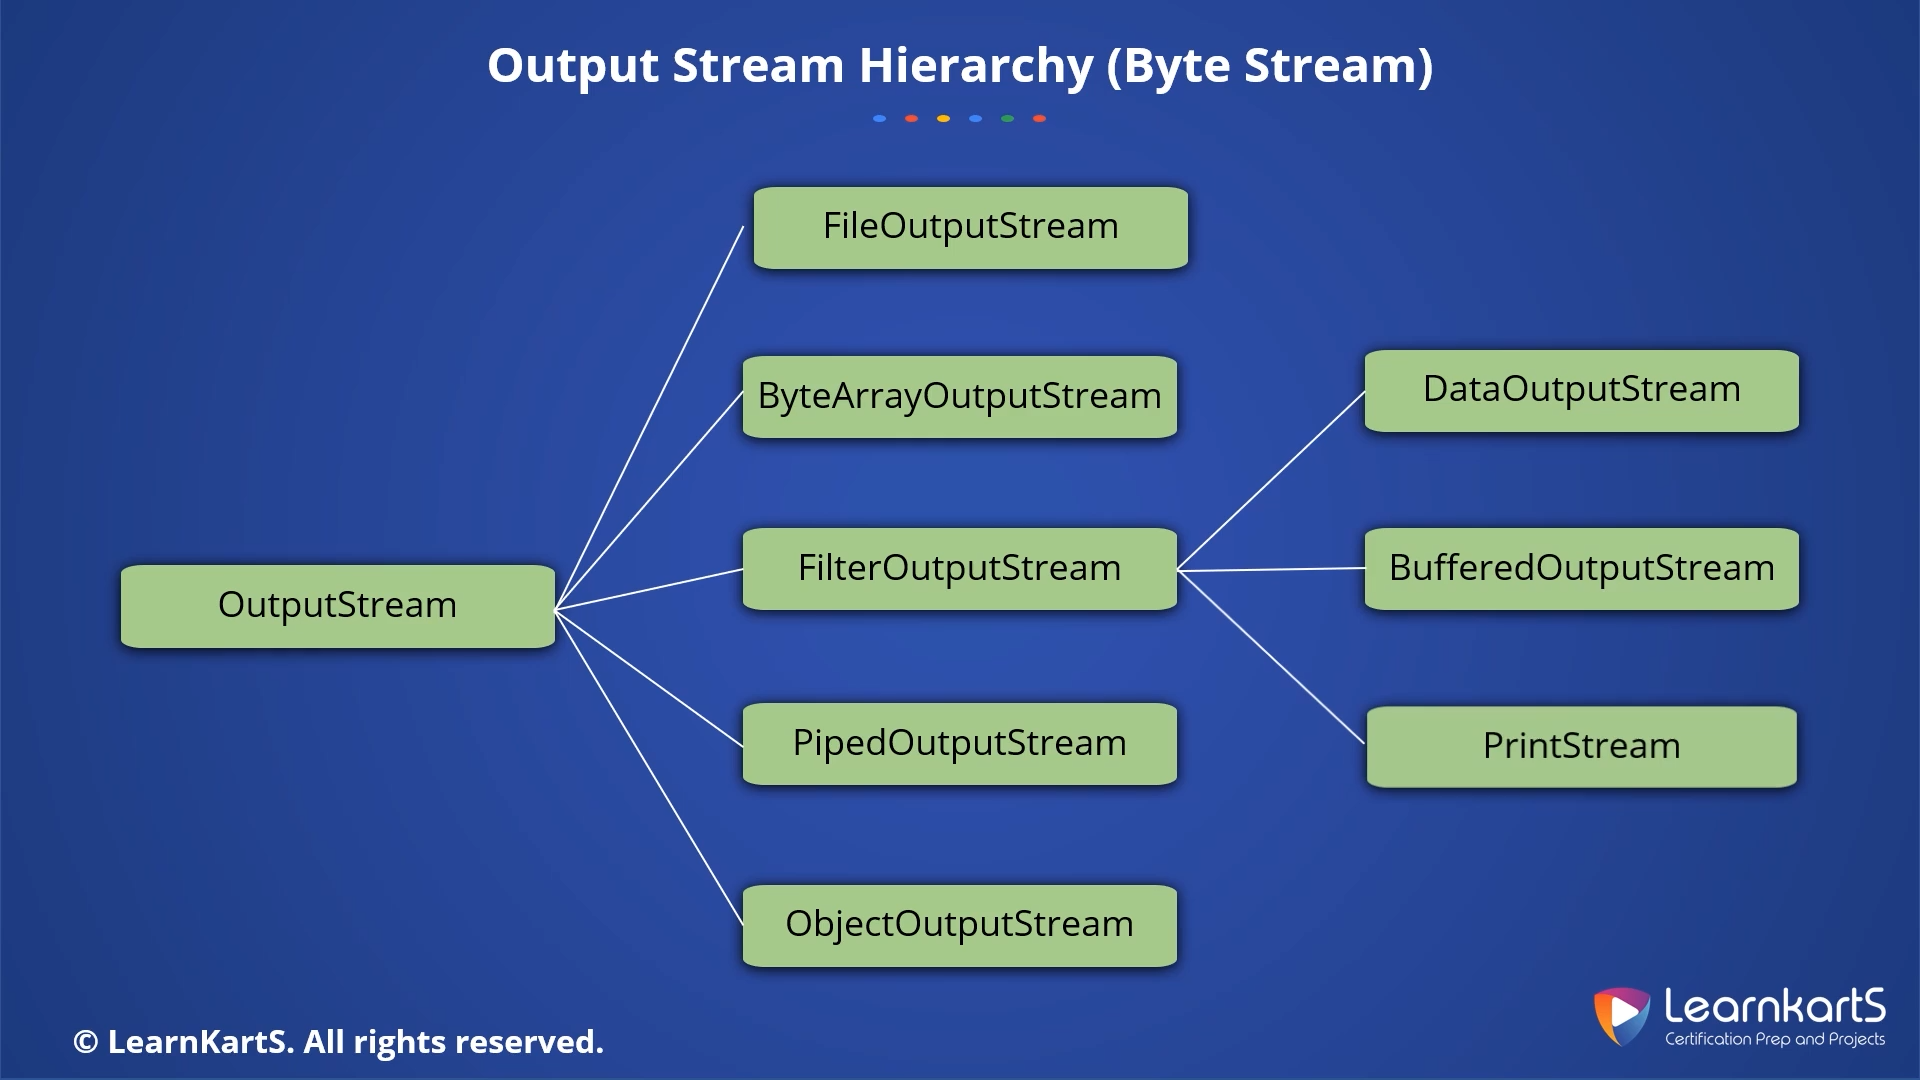 Output Stream Hierarchy (Byte Stream)
FileOutputStream
ByteArrayOutputStream
DataOutputStream
FilterOutputStream
BufferedOutputStream
OutputStream
PipedOutputStream
PrintStream
ObjectOutputStream
© LearnKartS. All rights reserved.
LearnkartS
Certification Prep and Projects